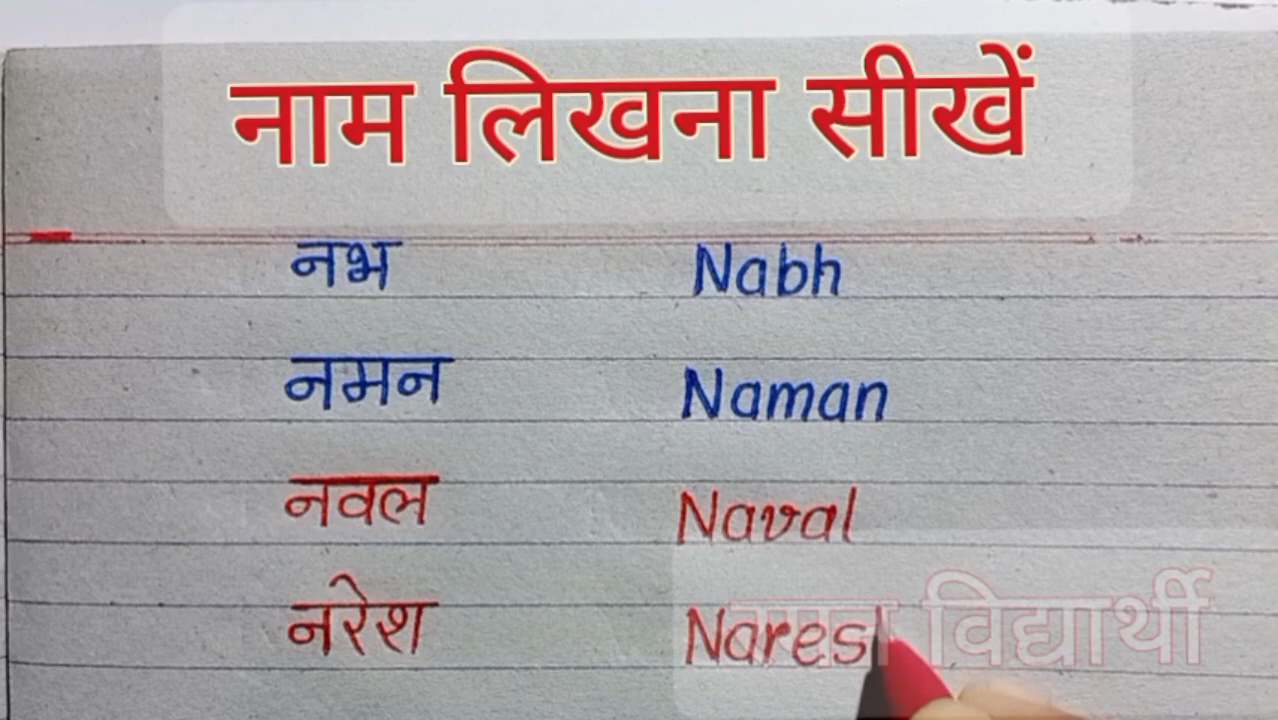 नाम लिखना सीखें
नभ Nabh
नमन Naman
नवल Naval
नरेश Nares
विद्यार्थी